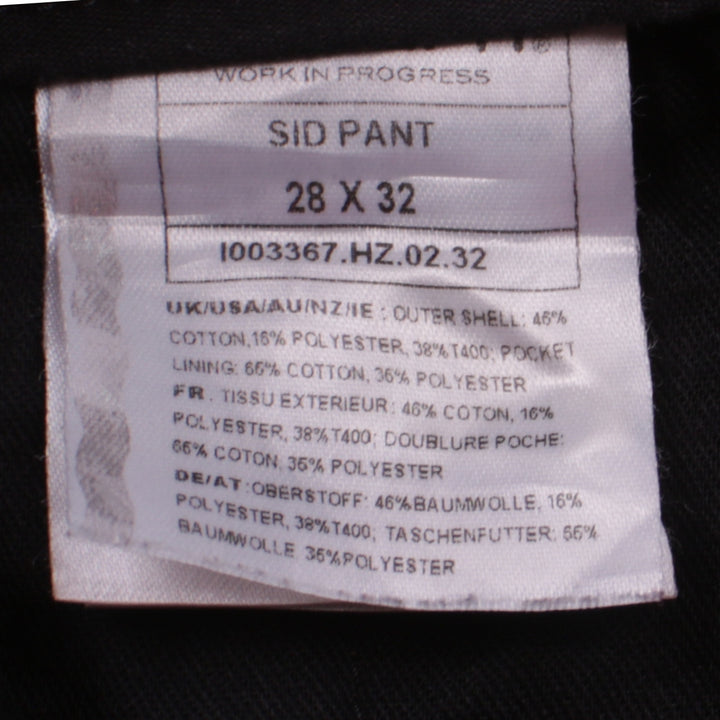 WORK IN PROGRESS
SID PANT
28 X 32
I003367.HZ.02.32
UK/USA/AU/NZ/IE : OUTER SHELL: 46%
COTTON,16% POLYESTER, 38%T400; POCKET
LINING: 65% COTTON, 35% POLYESTER
FR. TISSU EXTERIEUR: 46% COTON, 16%
POLYESTER, 38%T400; DOUBLURE POCHE:
65% COTON, 35% POLYESTER
DE/AT :OBERSTOFF: 46%BAUMWOLLE, 16%
POLYESTER, 38%T400; TASCHENFUTTER: 65%
BAUMWOLLE 35%POLYESTER